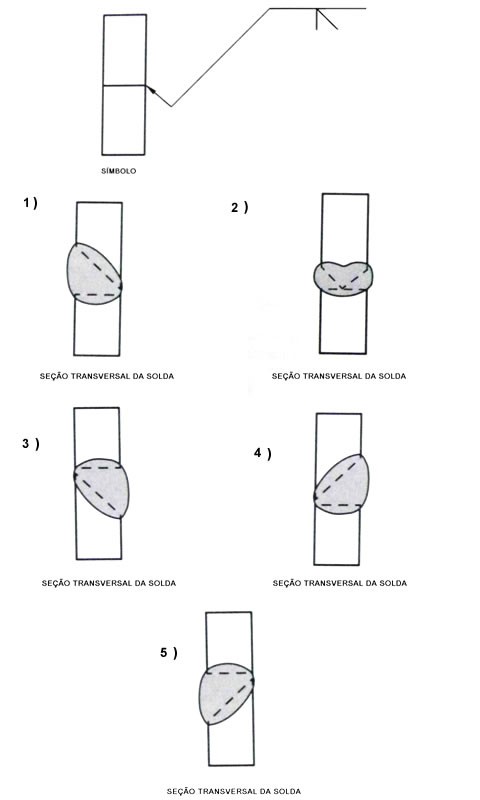 SÍMBOLO
1)
2)
SEÇÃO TRANSVERSAL DA SOLDA
SEÇÃO TRANSVERSAL DA SOLDA
3)
4)
SEÇÃO TRANSVERSAL DA SOLDA
SEÇÃO TRANSVERSAL DA SOLDA
5)
SEÇÃO TRANSVERSAL DA SOLDA